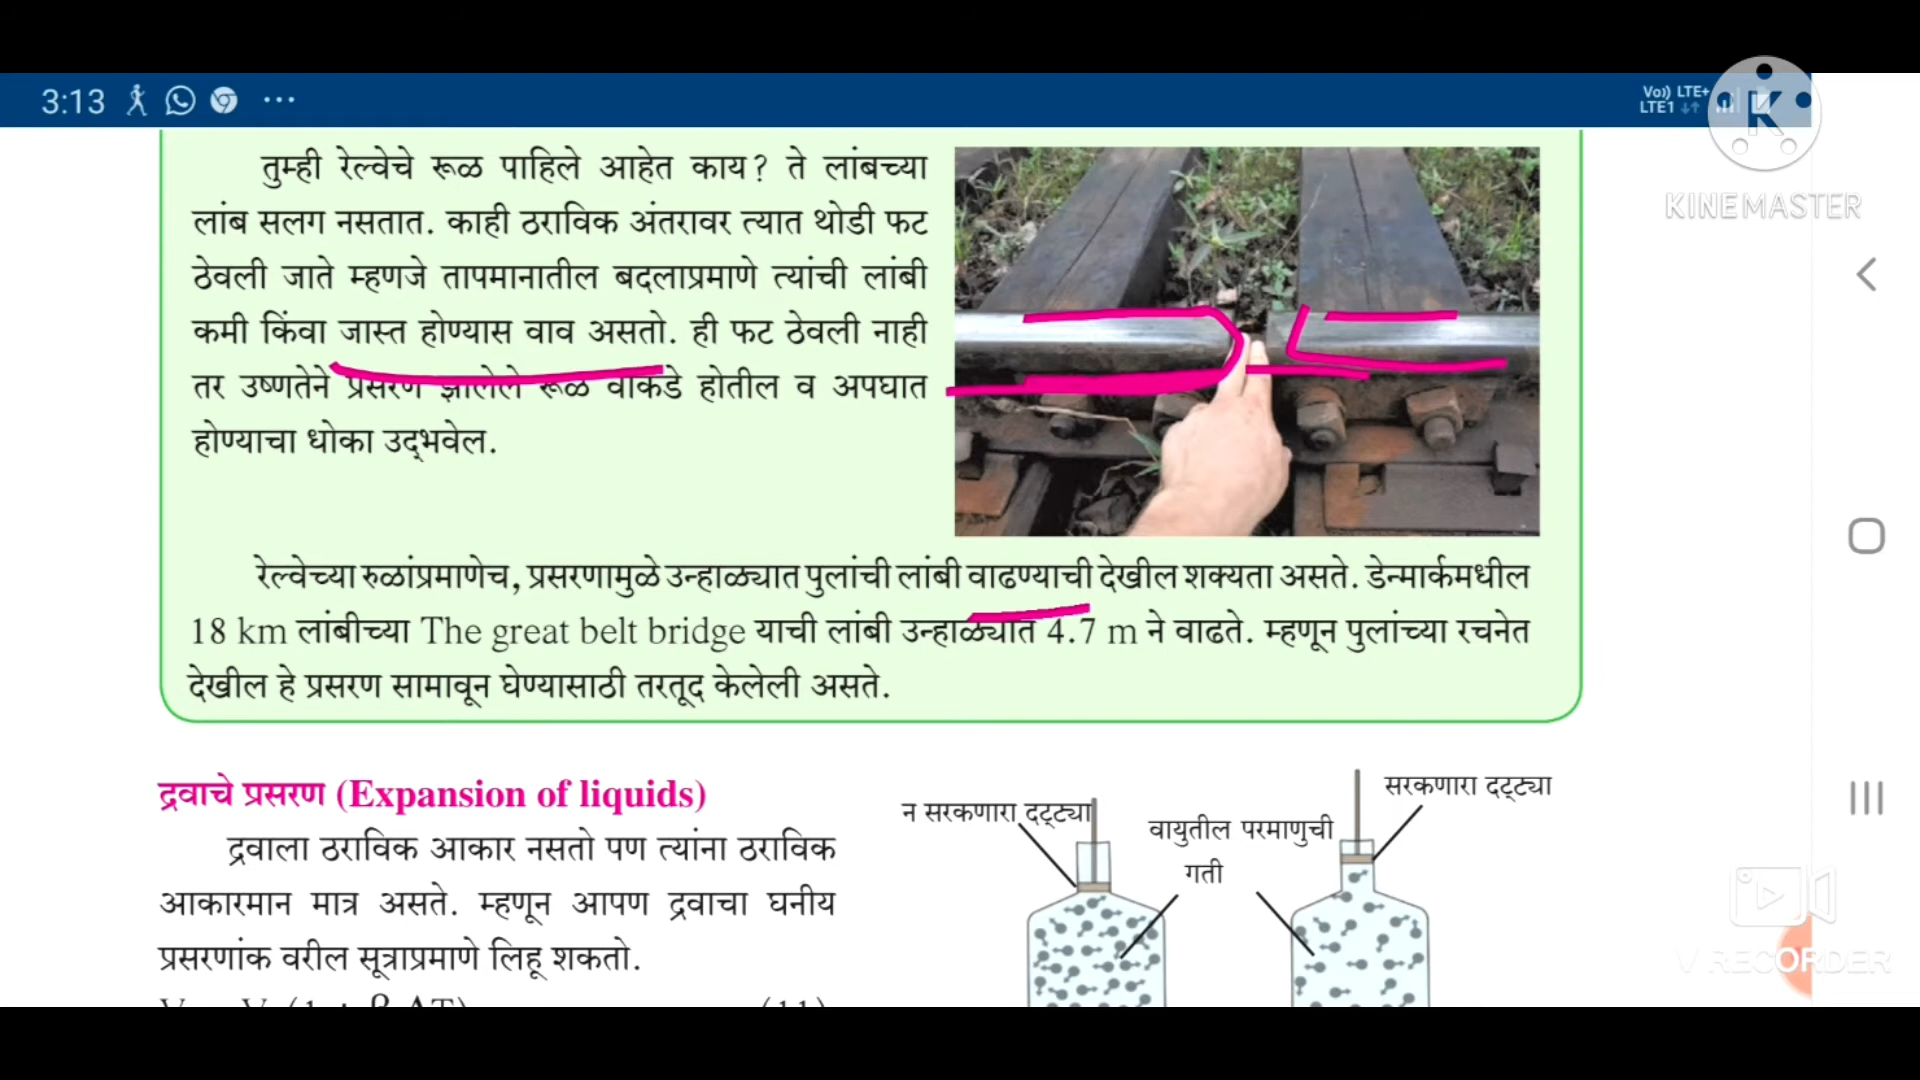 3:13
Vo)) LTE+
LTE1
KINEMASTER
तुम्ही रेल्वेचे रूळ पाहिले आहेत काय? ते लांबच्या
लांब सलग नसतात. काही ठराविक अंतरावर त्यात थोडी फट
ठेवली जाते म्हणजे तापमानातील बदलाप्रमाणे त्यांची लांबी
कमी किंवा जास्त होण्यास वाव असतो. ही फट ठेवली नाही
तर उष्णतेने प्रसरण झालेले रूळ वाकडे होतील व अपघात
होण्याचा धोका उद्‌भवेल.
रेल्वेच्या रुळांप्रमाणेच, प्रसरणामुळे उन्हाळ्यात पुलांची लांबी वाढण्याची देखील शक्यता असते. डेन्मार्कमधील
18 km लांबीच्या The great belt bridge याची लांबी उन्हाळ्यात 4.7 m ने वाढते. म्हणून पुलांच्या रचनेत
देखील हे प्रसरण सामावून घेण्यासाठी तरतूद केलेली असते.
द्रवाचे प्रसरण (Expansion of liquids)
द्रवाला ठराविक आकार नसतो पण त्यांना ठराविक
आकारमान मात्र असते. म्हणून आपण द्रवाचा घनीय
प्रसरणांक वरील सूत्राप्रमाणे लिहू शकतो.
न सरकणारा दट्ट्या
वायुतील परमाणुची
गती
सरकणारा दट्ट्या
V RECORDER